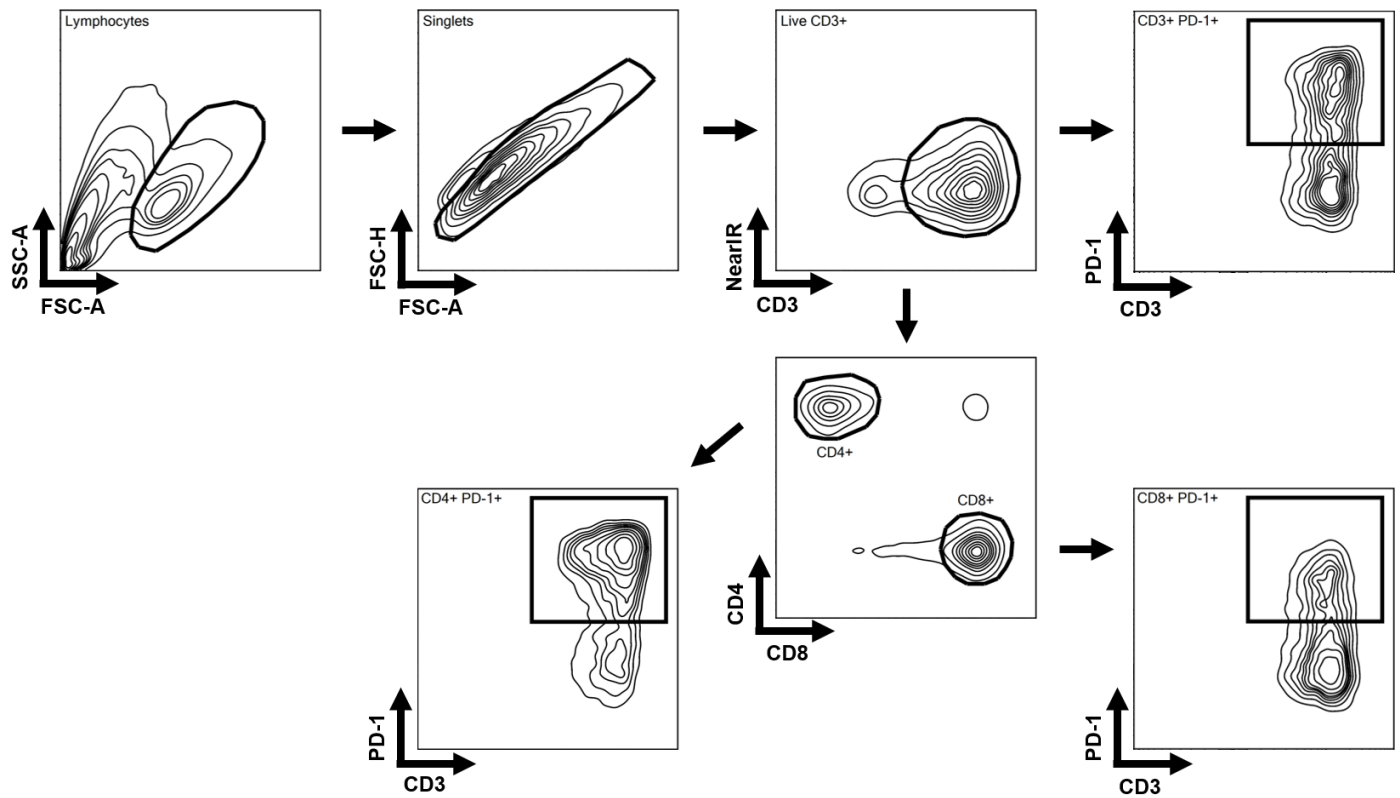 Lymphocytes
SSC-A
FSC-A
Singlets
FSC-H
FSC-A
Live CD3+
NearIR
CD3
CD3+ PD-1+
PD-1
CD3
CD4+
CD8+
CD4
CD8
CD4+ PD-1+
PD-1
CD3
CD8+ PD-1+
PD-1
CD3